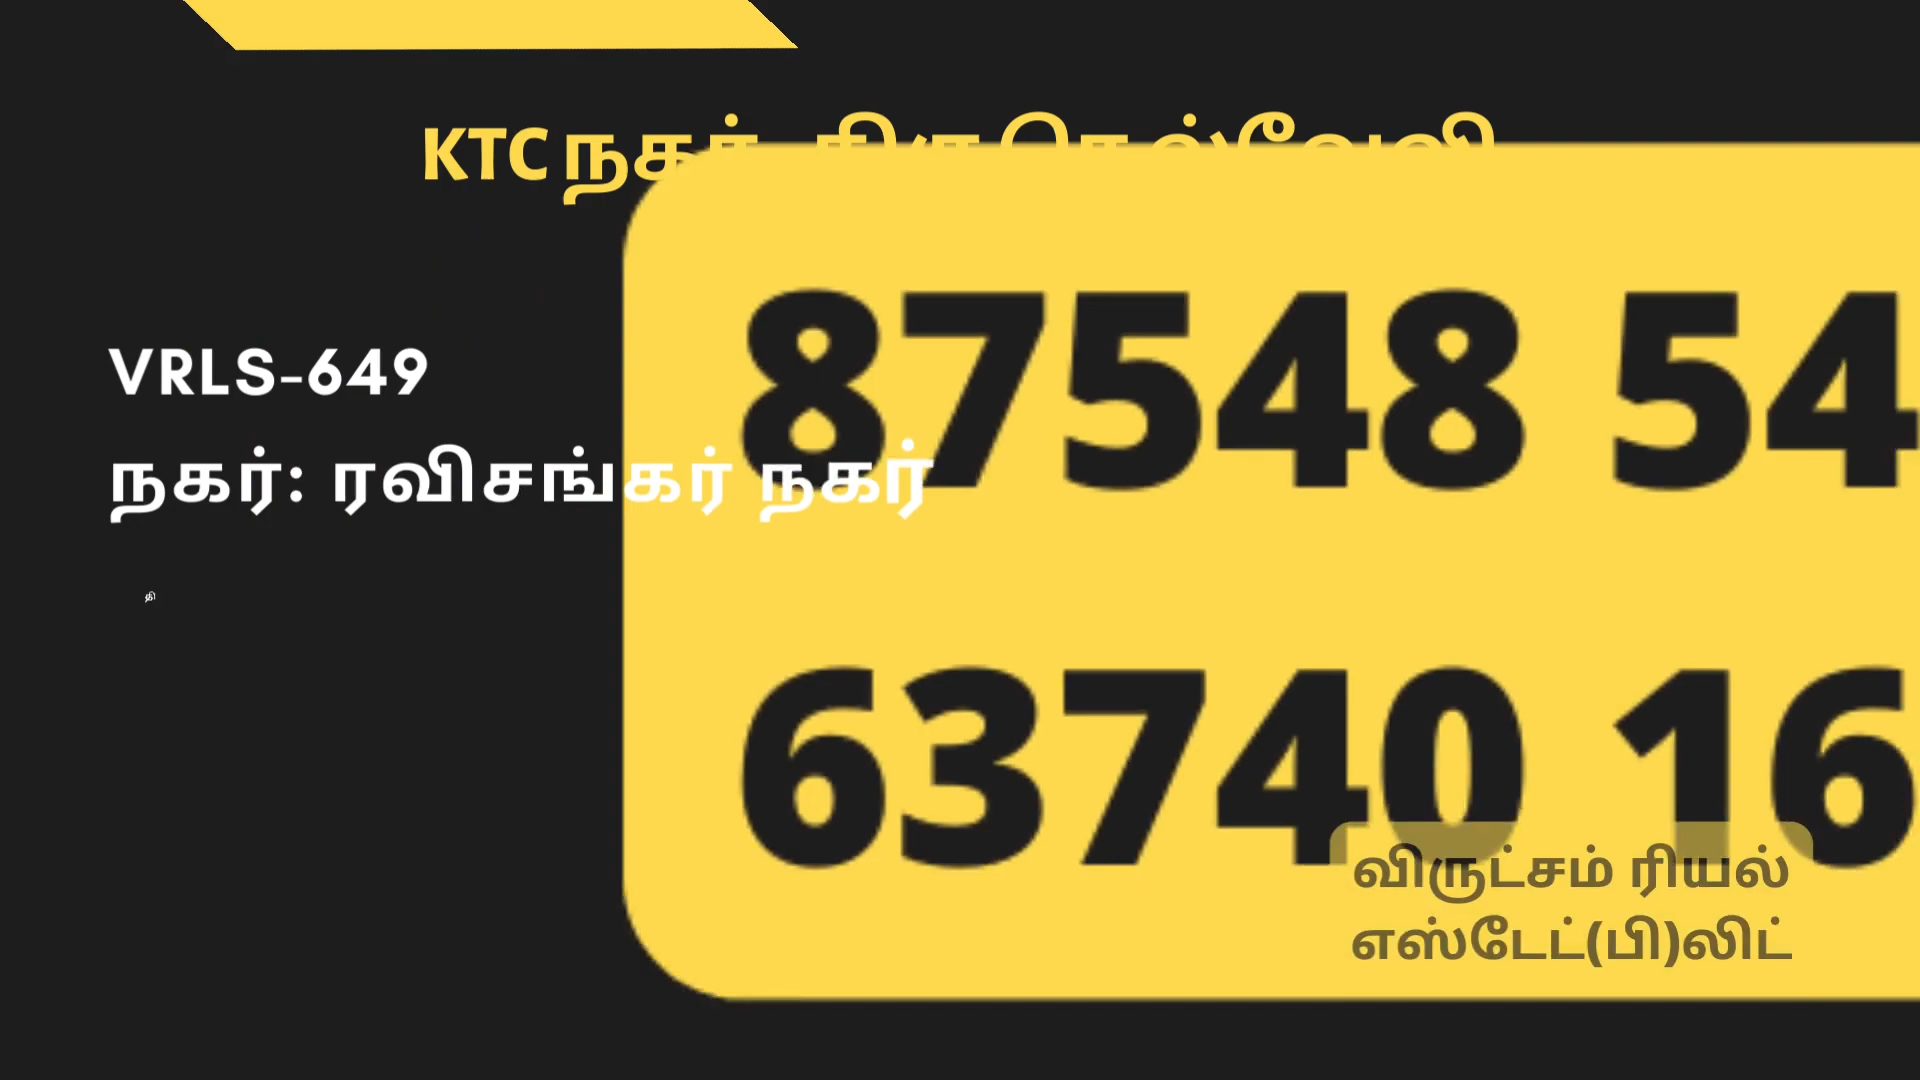 KTC நகர், திருநெல்வேலி
87548 54
VRLS-649
நகர்: ரவிசங்கர் நகர்
தி
63740 16
விருட்சம் ரியல்
எஸ்டேட்(பி)லிட்